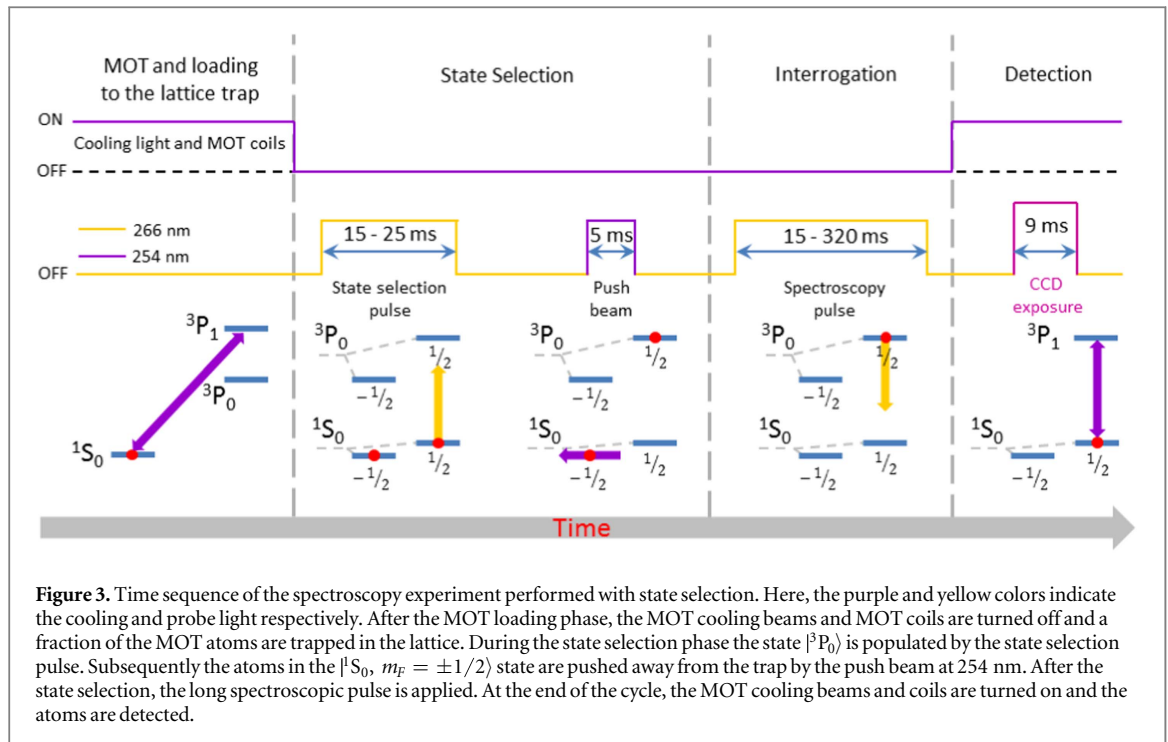 MOT and loading
to the lattice trap
State Selection
Interrogation
Detection
ON
Cooling light and MOT coils
OFF
266 nm
254 nm
OFF
15 - 25 ms
5 ms
15 - 320 ms
9 ms
State selection
pulse
Push
beam
Spectroscopy
pulse
CCD
exposure
³P₁
³P₀
¹S₀
³P₀
1/2
−1/2
¹S₀
1/2
−1/2
³P₀
1/2
−1/2
¹S₀
1/2
−1/2
³P₀
1/2
−1/2
¹S₀
1/2
−1/2
³P₁
¹S₀
1/2
−1/2
Time
Figure 3. Time sequence of the spectroscopy experiment performed with state selection. Here, the purple and yellow colors indicate
the cooling and probe light respectively. After the MOT loading phase, the MOT cooling beams and MOT coils are turned off and a
fraction of the MOT atoms are trapped in the lattice. During the state selection phase the state |³P₀⟩ is populated by the state selection
pulse. Subsequently the atoms in the |¹S₀, m_F = ±1/2⟩ state are pushed away from the trap by the push beam at 254 nm. After the
state selection, the long spectroscopic pulse is applied. At the end of the cycle, the MOT cooling beams and coils are turned on and the
atoms are detected.